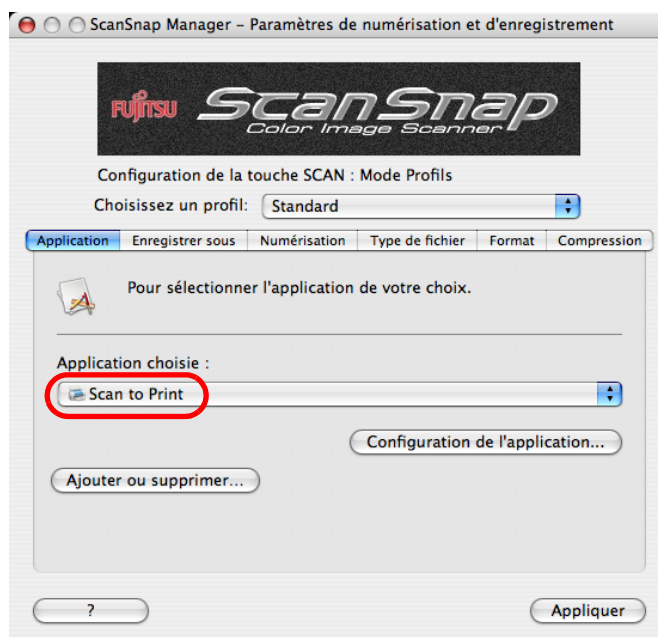 ScanSnap Manager – Paramètres de numérisation et d'enregistrement
FUJITSU ScanSnap
Color Image Scanner
Configuration de la touche SCAN : Mode Profils
Choisissez un profil: Standard
Application Enregistrer sous Numérisation Type de fichier Format Compression
Pour sélectionner l'application de votre choix.
Application choisie :
Scan to Print
Configuration de l'application...
Ajouter ou supprimer...
? Appliquer